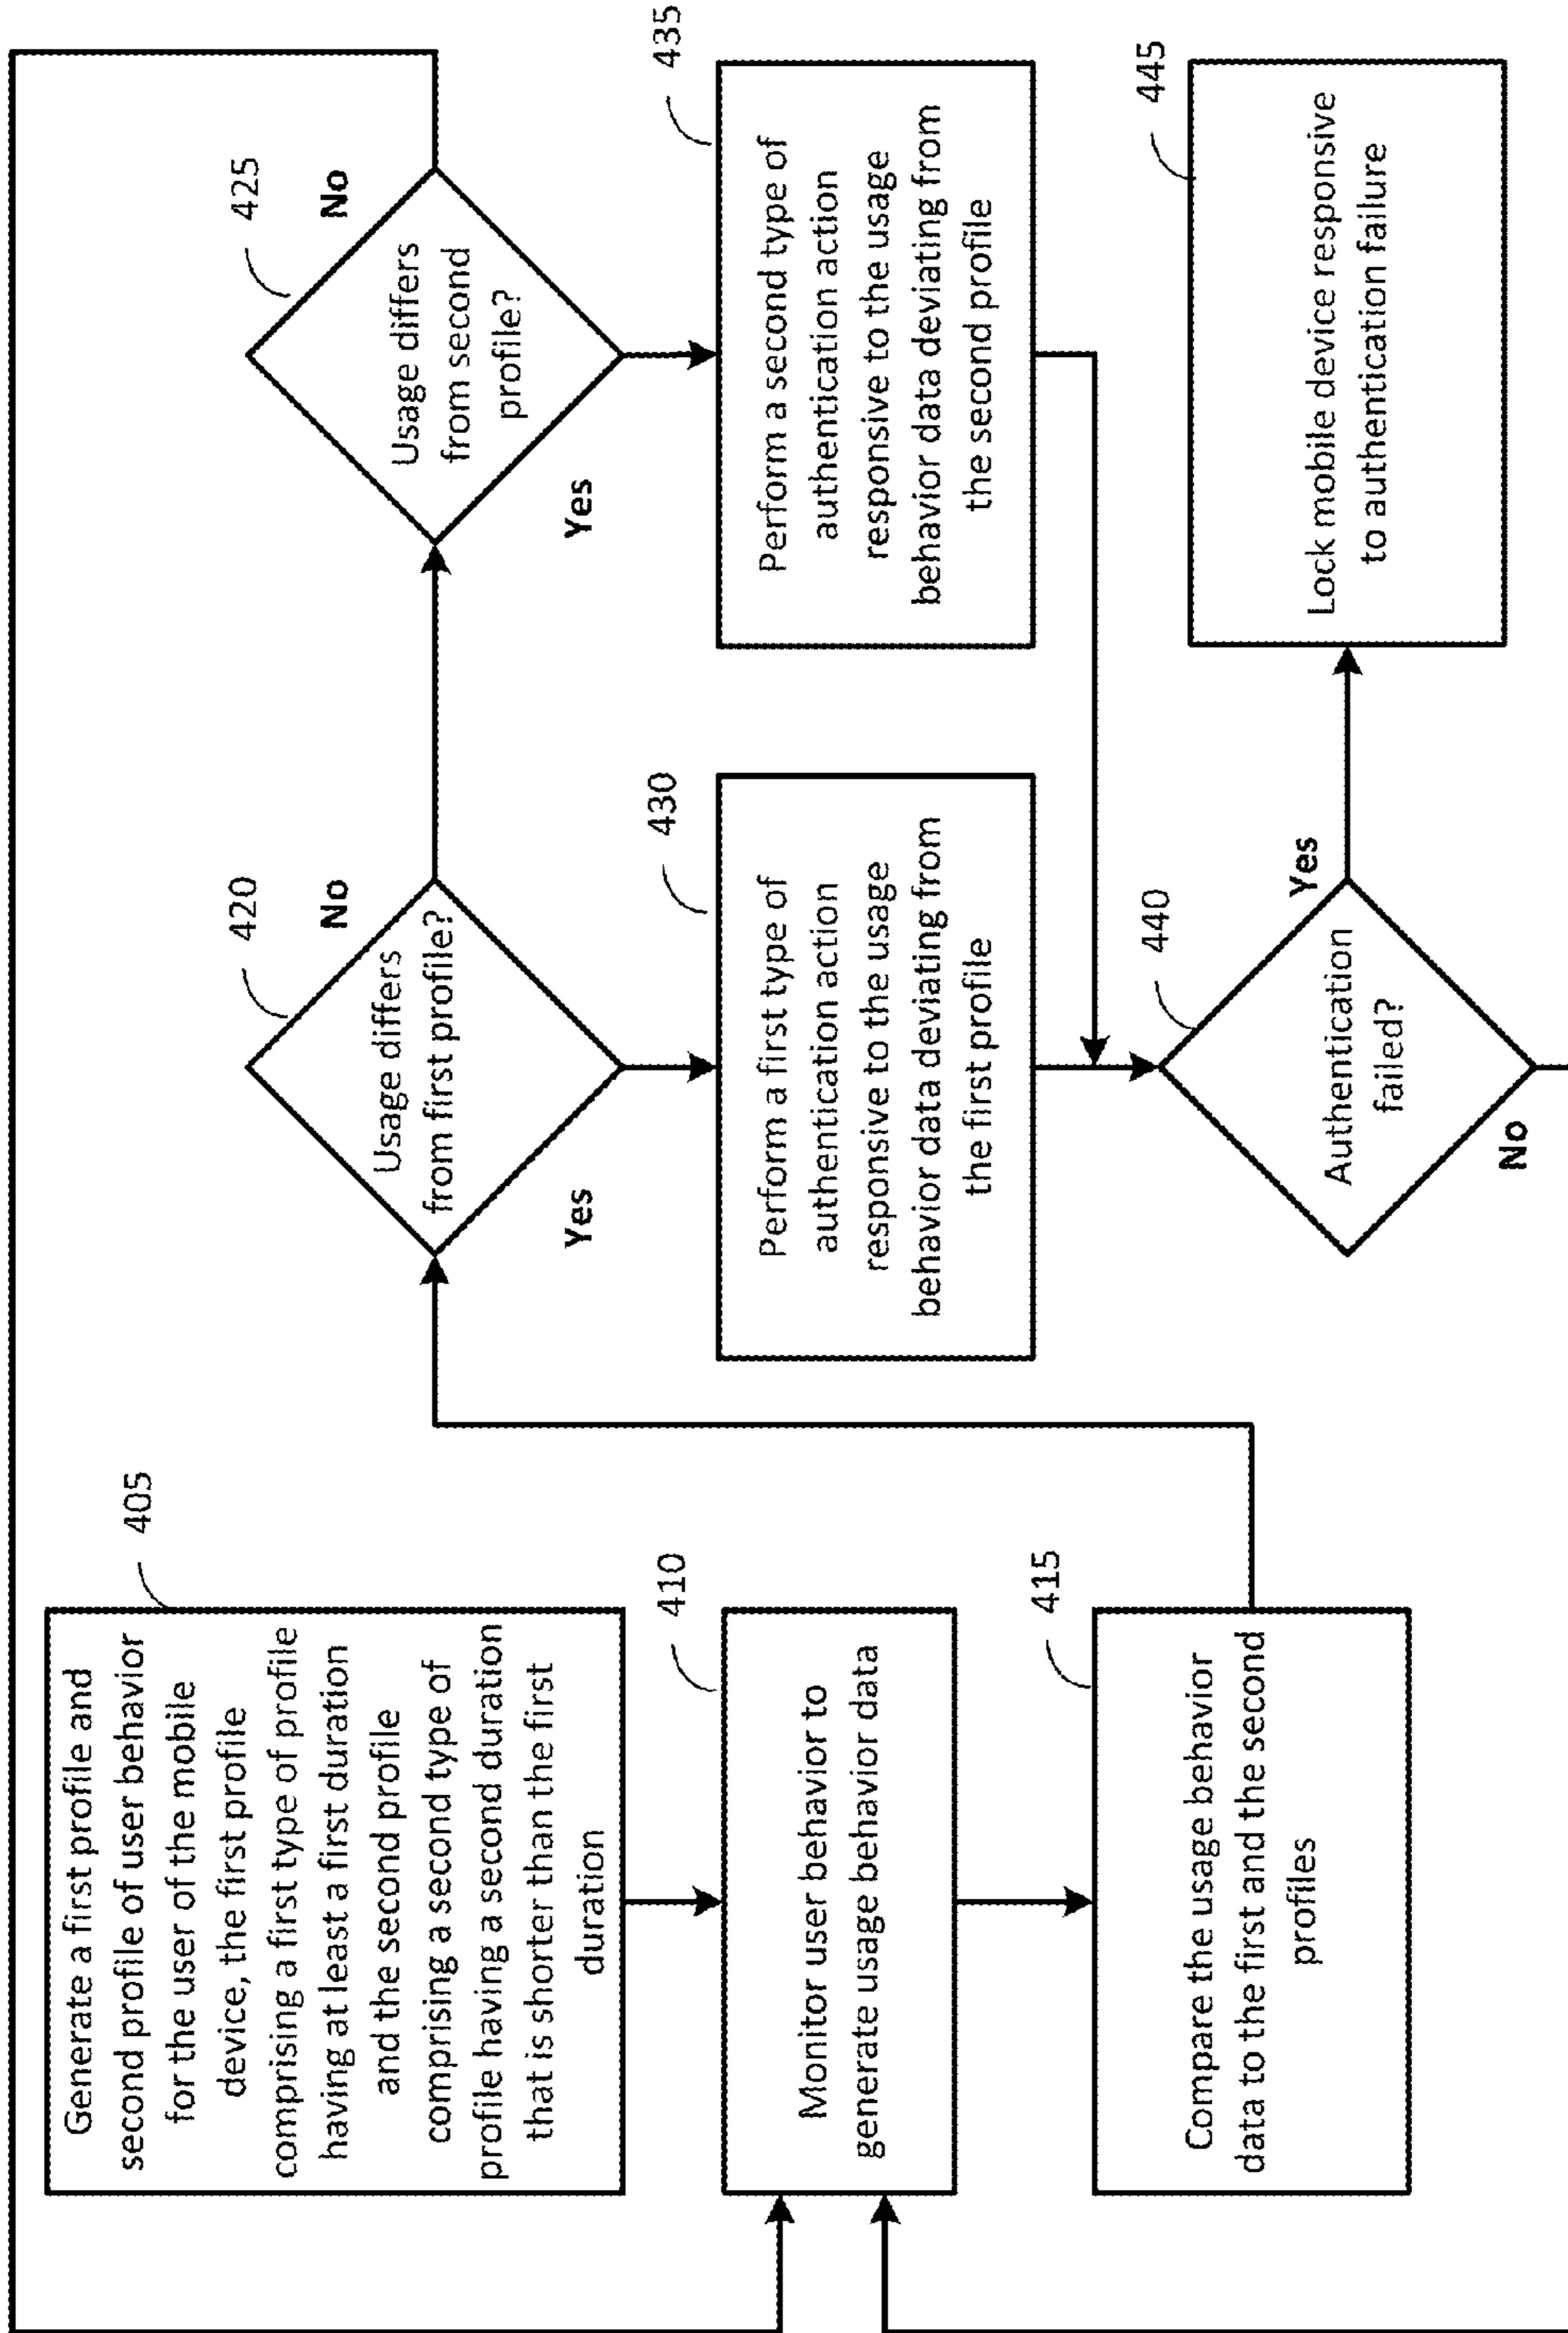 405
Generate a first profile and
second profile of user behavior
for the user of the mobile
device, the first profile
comprising a first type of profile
having at least a first duration
and the second profile
comprising a second type of
profile having a second duration
that is shorter than the first
duration
410
Monitor user behavior to
generate usage behavior data
415
Compare the usage behavior
data to the first and the second
profiles
420
Usage differs
from first profile?
No
Yes
425
Usage differs
from second
profile?
No
Yes
430
Perform a first type of
authentication action
responsive to the usage
behavior data deviating from
the first profile
435
Perform a second type of
authentication action
responsive to the usage
behavior data deviating from
the second profile
440
Authentication
failed?
Yes
No
445
Lock mobile device responsive
to authentication failure